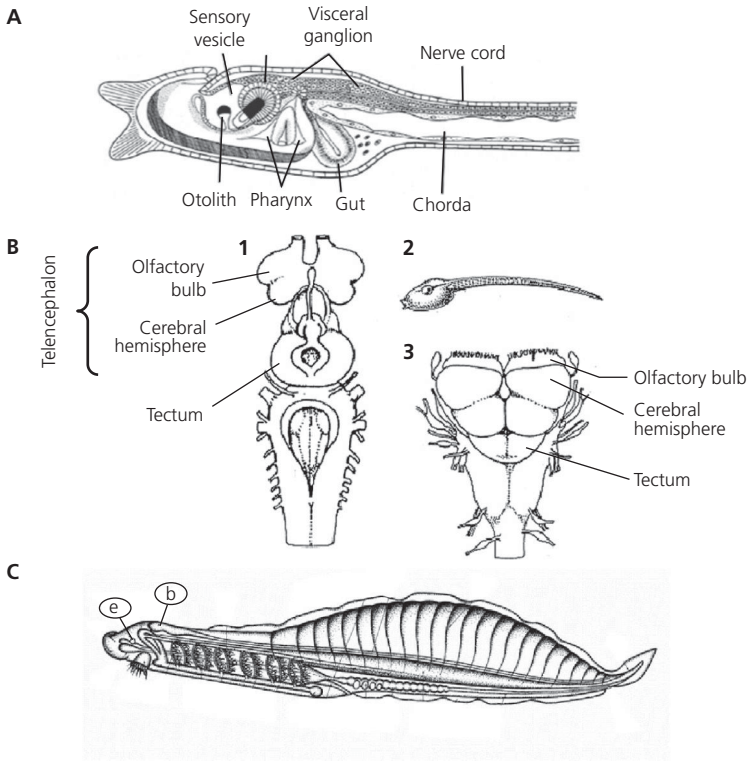 A
Sensory
vesicle
Visceral
ganglion
Nerve cord
Otolith
Pharynx
Gut
Chorda
B
Telencephalon
1
Olfactory
bulb
Cerebral
hemisphere
Tectum
2
3
Olfactory bulb
Cerebral
hemisphere
Tectum
C
e
b